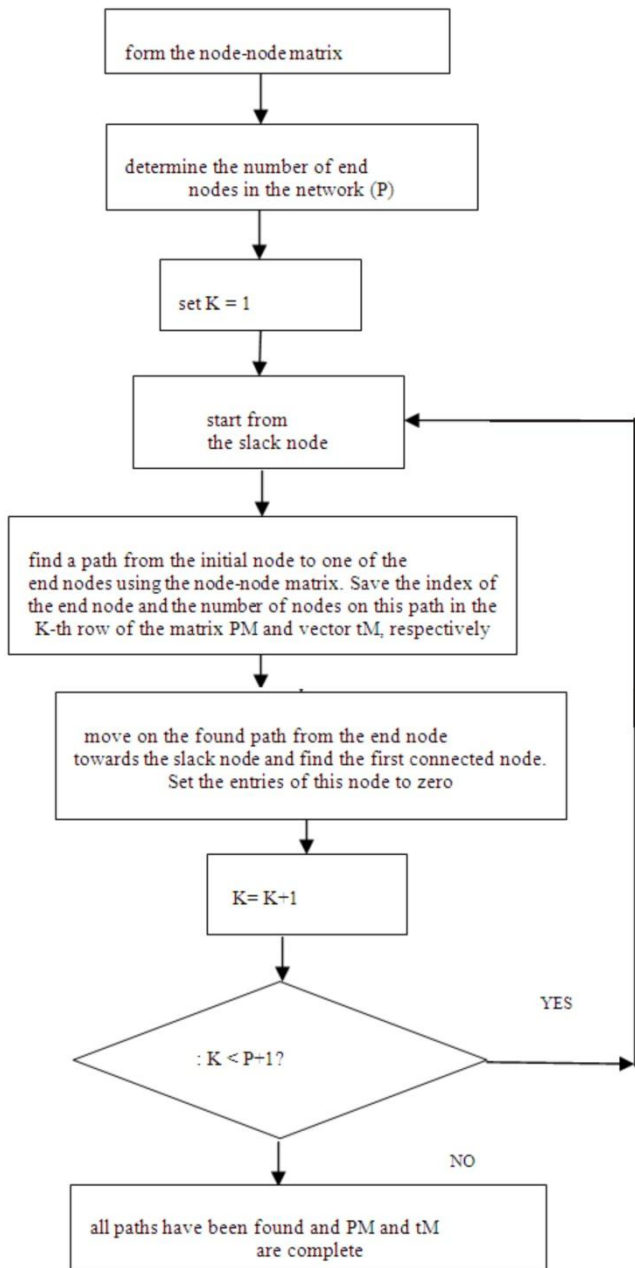 form the node-node matrix
determine the number of end
nodes in the network (P)
set K = 1
start from
the slack node
find a path from the initial node to one of the
end nodes using the node-node matrix. Save the index of
the end node and the number of nodes on this path in the
K-th row of the matrix PM and vector tM, respectively
move on the found path from the end node
towards the slack node and find the first connected node.
Set the entries of this node to zero
K= K+1
YES
: K < P+1?
NO
all paths have been found and PM and tM
are complete